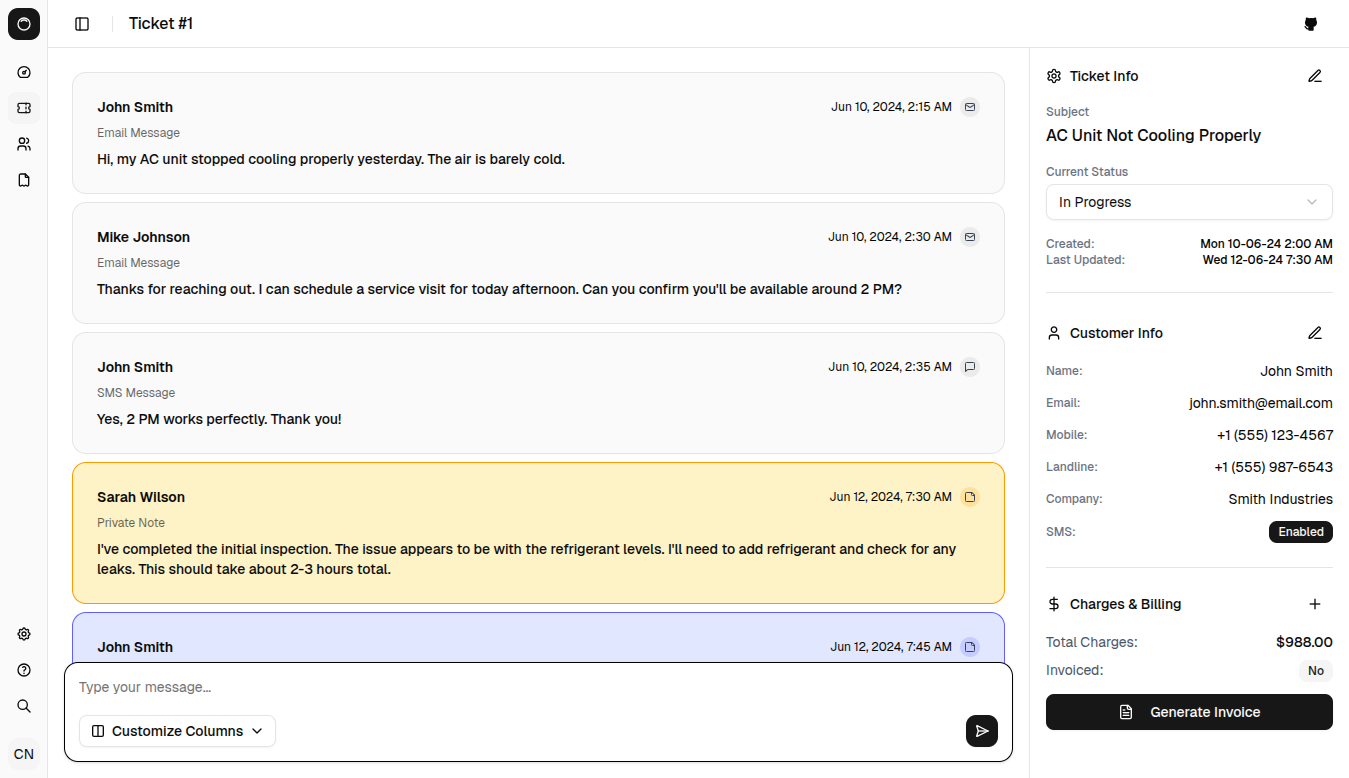 Ticket #1
John Smith
Jun 10, 2024, 2:15 AM
Email Message
Hi, my AC unit stopped cooling properly yesterday. The air is barely cold.
Mike Johnson
Jun 10, 2024, 2:30 AM
Email Message
Thanks for reaching out. I can schedule a service visit for today afternoon. Can you confirm you'll be available around 2 PM?
John Smith
Jun 10, 2024, 2:35 AM
SMS Message
Yes, 2 PM works perfectly. Thank you!
Sarah Wilson
Jun 12, 2024, 7:30 AM
Private Note
I've completed the initial inspection. The issue appears to be with the refrigerant levels. I'll need to add refrigerant and check for any
leaks. This should take about 2-3 hours total.
John Smith
Jun 12, 2024, 7:45 AM
Type your message...
Customize Columns
CN
Ticket Info
Subject
AC Unit Not Cooling Properly
Current Status
In Progress
Created: Mon 10-06-24 2:00 AM
Last Updated: Wed 12-06-24 7:30 AM
Customer Info
Name: John Smith
Email: john.smith@email.com
Mobile: +1 (555) 123-4567
Landline: +1 (555) 987-6543
Company: Smith Industries
SMS: Enabled
Charges & Billing
Total Charges: $988.00
Invoiced: No
Generate Invoice